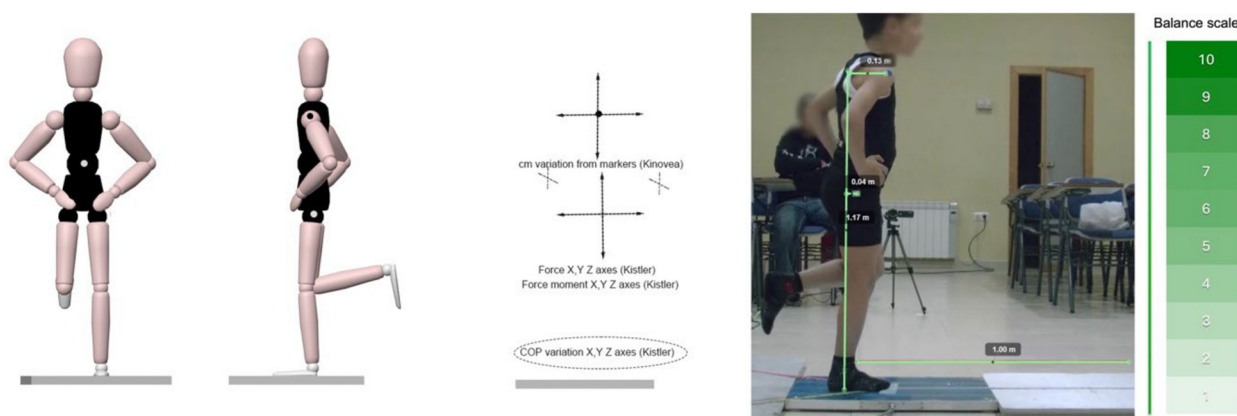 cm variation from markers (Kinovea)
Force X,Y Z axes (Kistler)
Force moment X,Y Z axes (Kistler)
COP variation X,Y Z axes (Kistler)
0.13 m
0,04 m
1.17 m
1.00 m
Balance scale
10
9
8
7
6
5
4
3
2
1